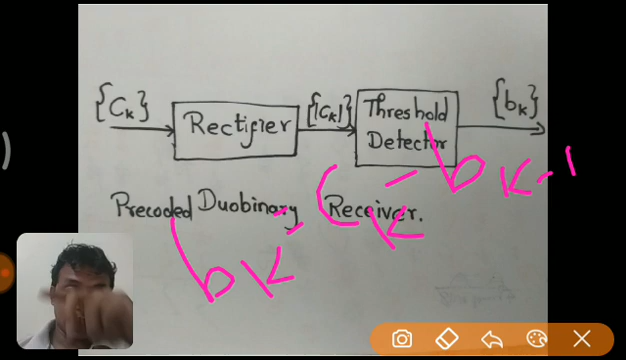 {Ck} Rectifier {|Ck|} Threshold Detector {bk}
Precoded Duobinary Receiver.
bk = Ck - bk-1